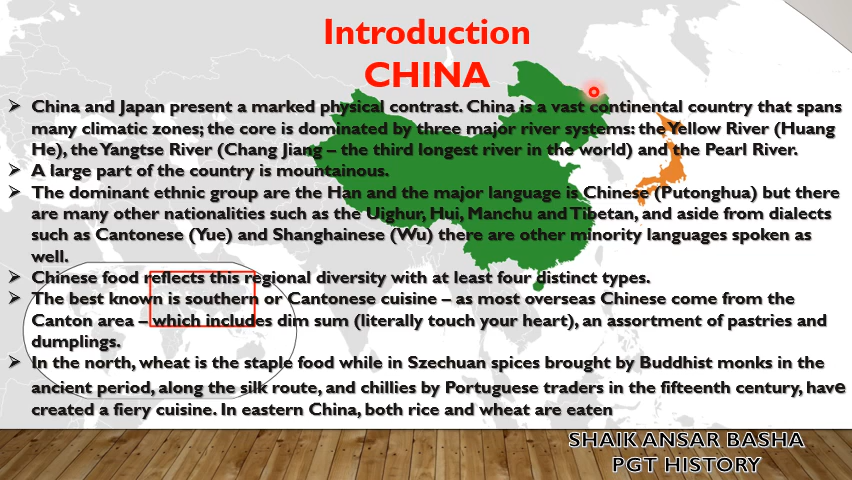 Introduction
CHINA
➢ China and Japan present a marked physical contrast. China is a vast continental country that spans
many climatic zones; the core is dominated by three major river systems: the Yellow River (Huang
He), the Yangtse River (Chang Jiang – the third longest river in the world) and the Pearl River.
➢ A large part of the country is mountainous.
➢ The dominant ethnic group are the Han and the major language is Chinese (Putonghua) but there
are many other nationalities such as the Uighur, Hui, Manchu and Tibetan, and aside from dialects
such as Cantonese (Yue) and Shanghainese (Wu) there are other minority languages spoken as
well.
➢ Chinese food reflects this regional diversity with at least four distinct types.
➢ The best known is southern or Cantonese cuisine – as most overseas Chinese come from the
Canton area – which includes dim sum (literally touch your heart), an assortment of pastries and
dumplings.
➢ In the north, wheat is the staple food while in Szechuan spices brought by Buddhist monks in the
ancient period, along the silk route, and chillies by Portuguese traders in the fifteenth century, have
created a fiery cuisine. In eastern China, both rice and wheat are eaten
SHAIK ANSAR BASHA
PGT HISTORY